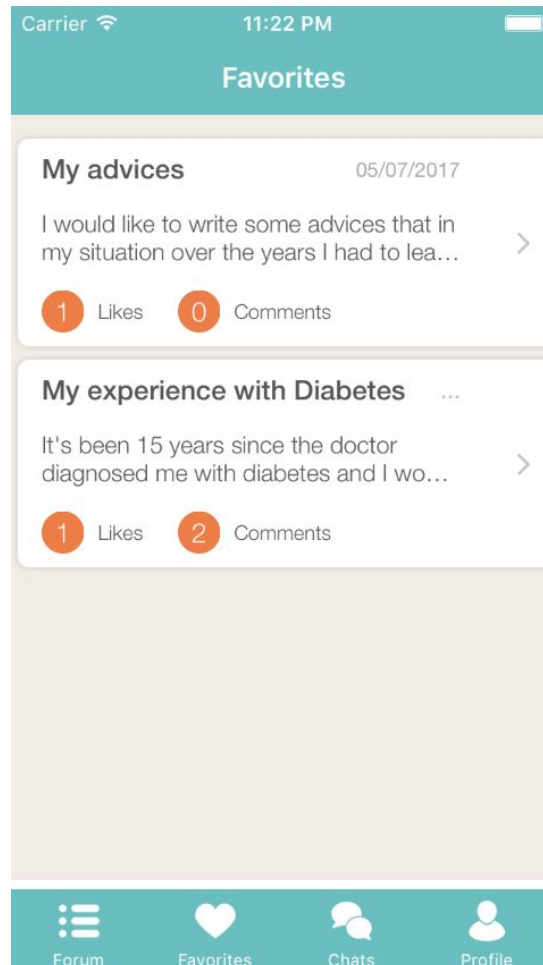 Carrier 11:22 PM
Favorites
My advices 05/07/2017
I would like to write some advices that in
my situation over the years I had to lea...
1 Likes 0 Comments
My experience with Diabetes ...
It's been 15 years since the doctor
diagnosed me with diabetes and I wo...
1 Likes 2 Comments
Forum Favorites Chats Profile